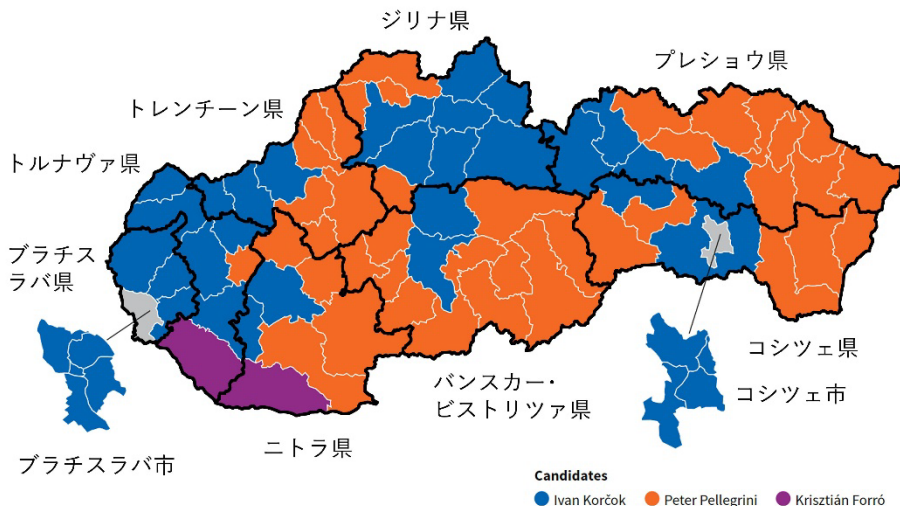 ジリナ県
プレショウ県
トレンチーン県
トルナヴァ県
ブラチス
ラバ県
コシツェ県
バンスカー・
ビストリツァ県
コシツェ市
ニトラ県
ブラチスラバ市
Candidates
Ivan Korčok Peter Pellegrini Krisztián Forró